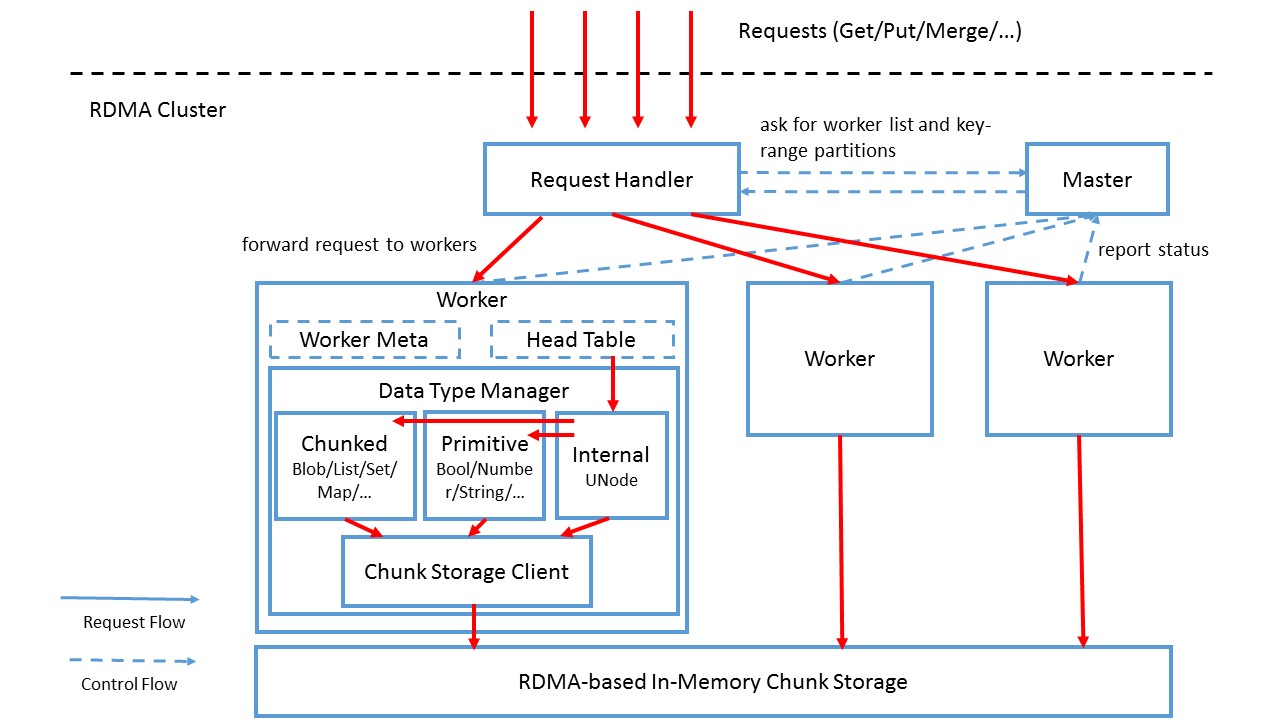 Requests (Get/Put/Merge/...)
RDMA Cluster
ask for worker list and key-
range partitions
Request Handler
Master
forward request to workers
report status
Worker
Worker Meta
Head Table
Data Type Manager
Chunked
Blob/List/Set/
Map/...
Primitive
Bool/Numbe
r/String/...
Internal
UNode
Chunk Storage Client
Worker
Worker
Request Flow
Control Flow
RDMA-based In-Memory Chunk Storage